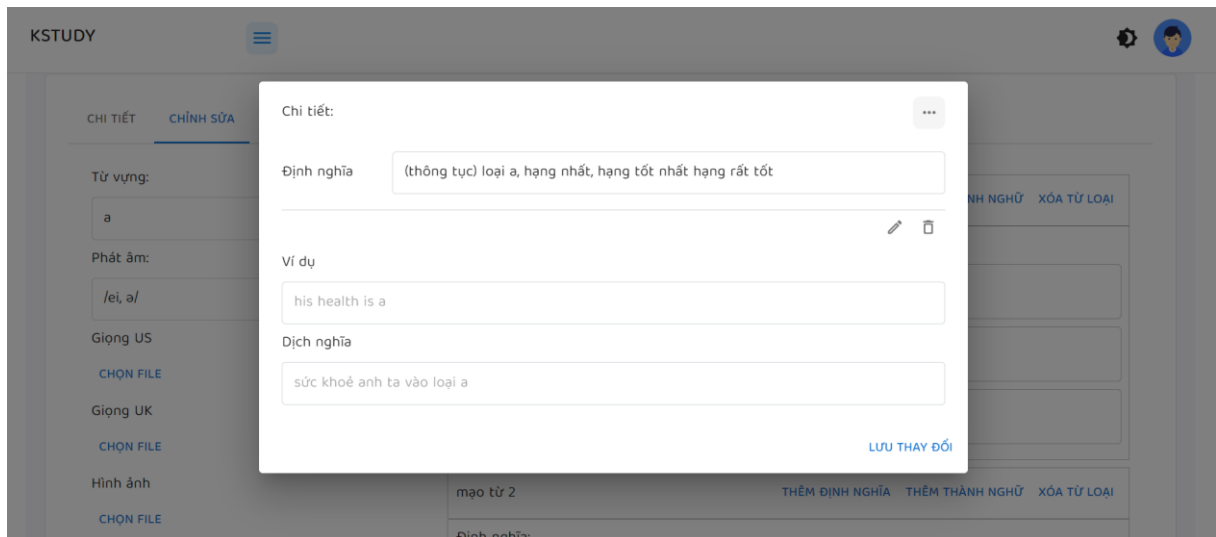 KSTUDY
CHI TIẾT CHỈNH SỬA
Từ vựng:
a
Phát âm:
/ei, ə/
Giọng US
CHỌN FILE
Giọng UK
CHỌN FILE
Hình ảnh
CHỌN FILE
Chi tiết:
Định nghĩa (thông tục) loại a, hạng nhất, hạng tốt nhất hạng rất tốt
Ví dụ
his health is a
Dịch nghĩa
sức khoẻ anh ta vào loại a
LƯU THAY ĐỔI
NH NGHỮ XÓA TỪ LOẠI
mạo từ 2 THÊM ĐỊNH NGHĨA THÊM THÀNH NGHỮ XÓA TỪ LOẠI
Định nghĩa: